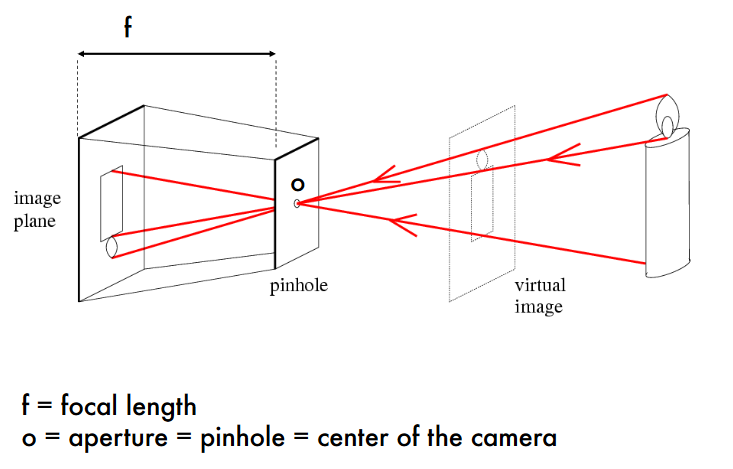 f
o
image
plane
pinhole
virtual
image
f = focal length
o = aperture = pinhole = center of the camera